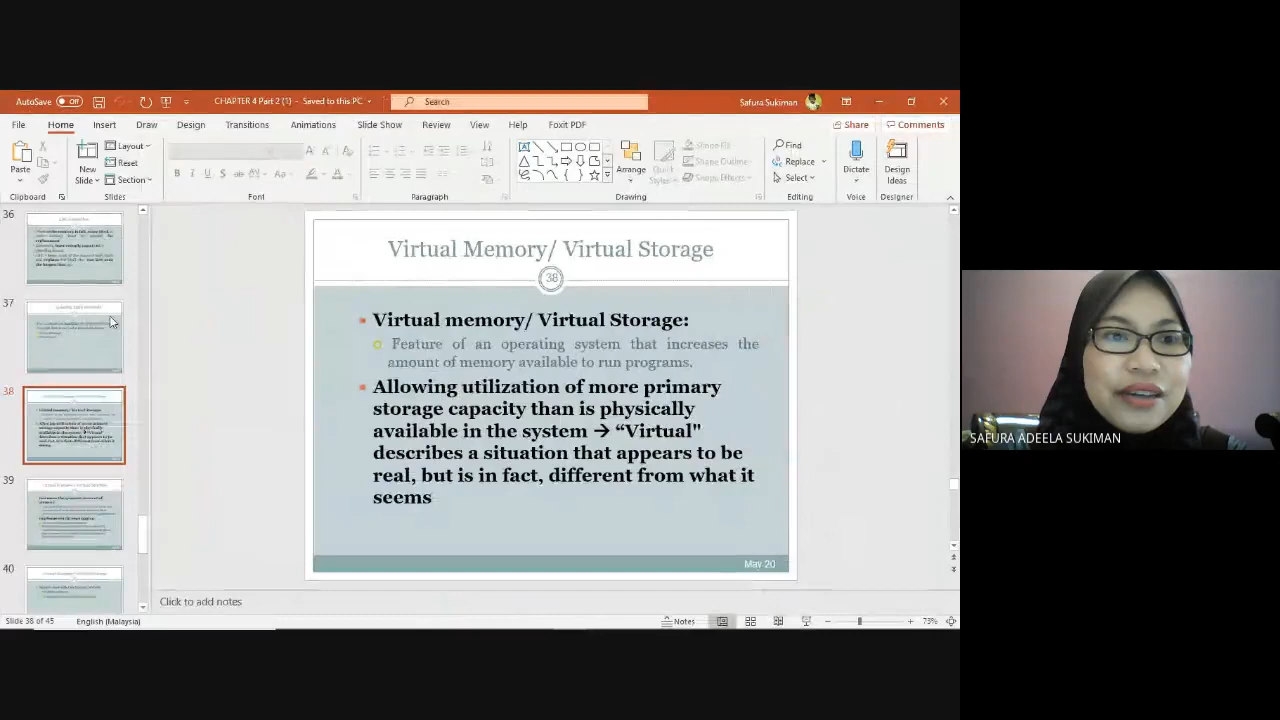 AutoSave Off CHAPTER 4 Part 2 (1) - Saved to this PC Search Safura Sukiman
File Home Insert Draw Design Transitions Animations Slide Show Review View Help Foxit PDF Share Comments
Paste
New
Slide
Layout
Reset
Section
B I U S ab AV Aa A
Arrange
Quick
Styles
Shape Fill
Shape Outline
Shape Effects
Find
Replace
Select
Dictate
Design
Ideas
Clipboard Slides Font Paragraph Drawing Editing Voice Designer
36
37
38
39
40
Virtual Memory/ Virtual Storage
38
Virtual memory/ Virtual Storage:
Feature of an operating system that increases the
amount of memory available to run programs.
Allowing utilization of more primary
storage capacity than is physically
available in the system → “Virtual"
describes a situation that appears to be
real, but is in fact, different from what it
seems
May 20
Click to add notes
Slide 38 of 45 English (Malaysia) Notes 73%
SAFURA ADEELA SUKIMAN